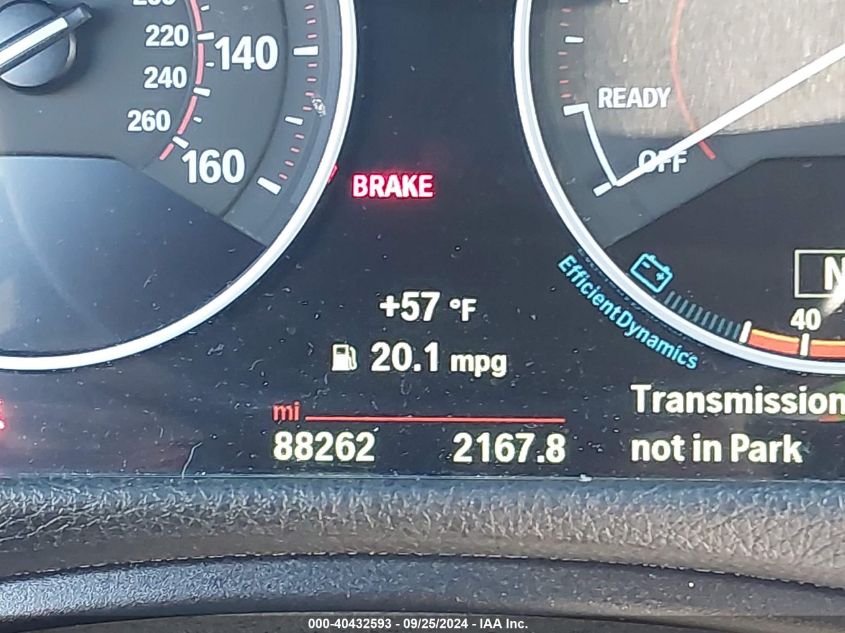 220
240
260
140
160
BRAKE
READY
OFF
+57 °F
20.1 mpg
mi
88262 2167.8
EfficientDynamics
N
40
Transmission
not in Park
000-40432593 - 09/25/2024 - IAA Inc.